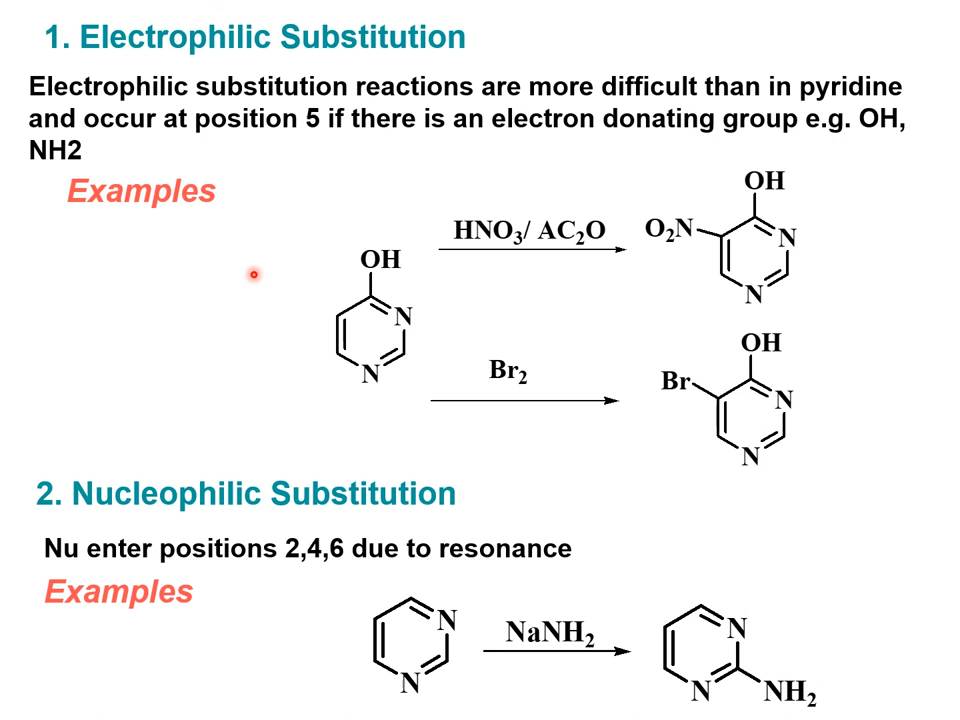 1. Electrophilic Substitution
Electrophilic substitution reactions are more difficult than in pyridine
and occur at position 5 if there is an electron donating group e.g. OH,
NH2
Examples
OH
N
N
HNO3/ AC2O
OH
O2N
N
N
Br2
OH
Br
N
N
2. Nucleophilic Substitution
Nu enter positions 2,4,6 due to resonance
Examples
N
N
NaNH2
N
N
NH2